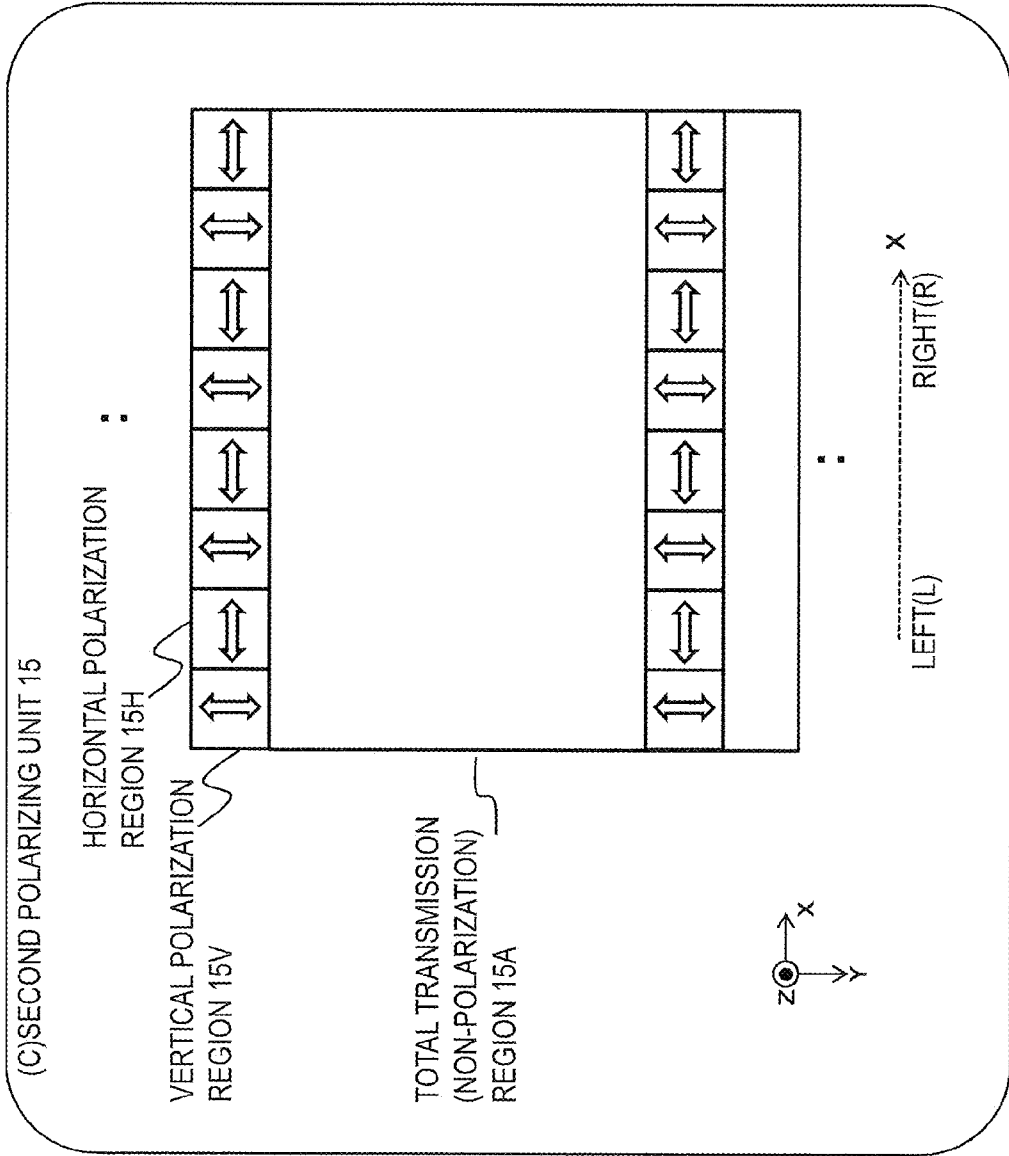 (C)SECOND POLARIZING UNIT 15
HORIZONTAL POLARIZATION
REGION 15H
VERTICAL POLARIZATION
REGION 15V
TOTAL TRANSMISSION
(NON-POLARIZATION)
REGION 15A
Z
X
Y
X
LEFT(L)
RIGHT(R)